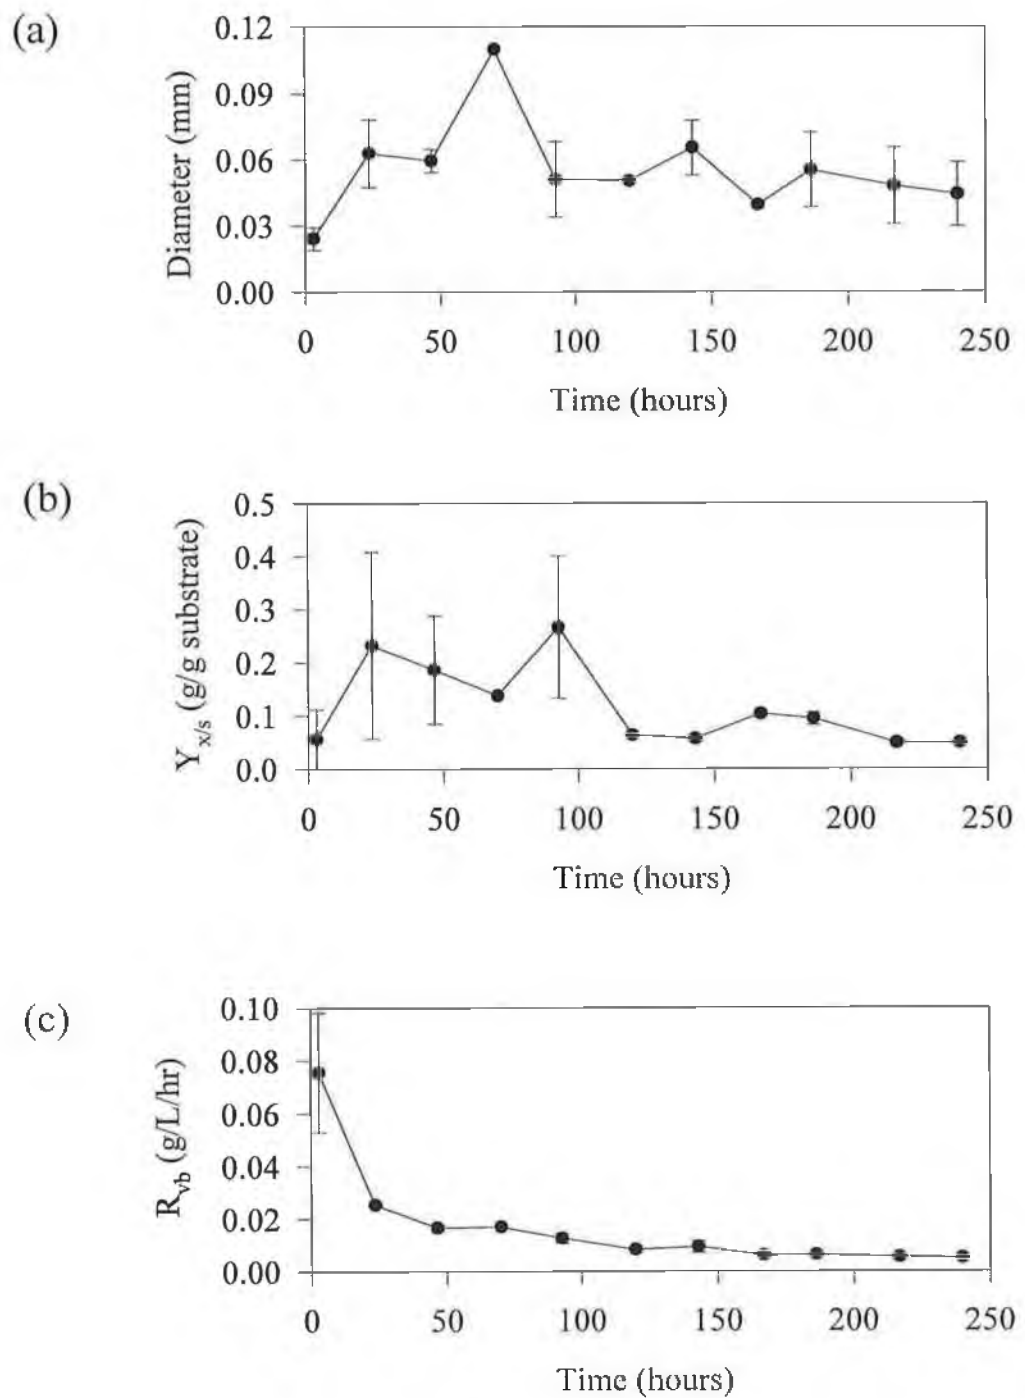 (a)
Diameter (mm)
0.12
0.09
0.06
0.03
0.00
0 50 100 150 200 250
Time (hours)
(b)
Y x/s (g/g substrate)
0.5
0.4
0.3
0.2
0.1
0.0
0 50 100 150 200 250
Time (hours)
(c)
R vb (g/L/hr)
0.10
0.08
0.06
0.04
0.02
0.00
0 50 100 150 200 250
Time (hours)